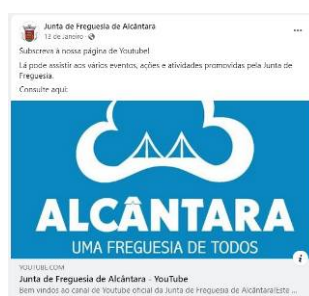 Junta de Freguesia de Alcântara
13 de Janeiro ·
Subscreva à nossa página de Youtube!
Lá pode assistir aos vários eventos, ações e atividades promovidas pela Junta de
Freguesia.
Consulte aqui:
ALCÂNTARA
UMA FREGUESIA DE TODOS
YOUTUBE.COM
Junta de Freguesia de Alcântara - YouTube
Bem vindos ao canal de Youtube oficial da Junta de Freguesia de Alcântara!Este ...